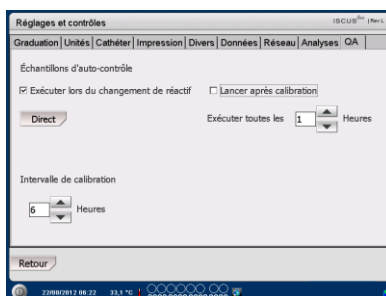 Réglages et contrôles
ISCUS
Graduation Unités Cathéter Impression Divers Données Réseau Analyses QA
Échantillons d'auto-contrôle
Exécuter lors du changement de réactif Lancer après calibration
Direct Exécuter toutes les 1 Heures
Intervalle de calibration
6 Heures
Retour
22/08/2012 06:22 33,1 °C